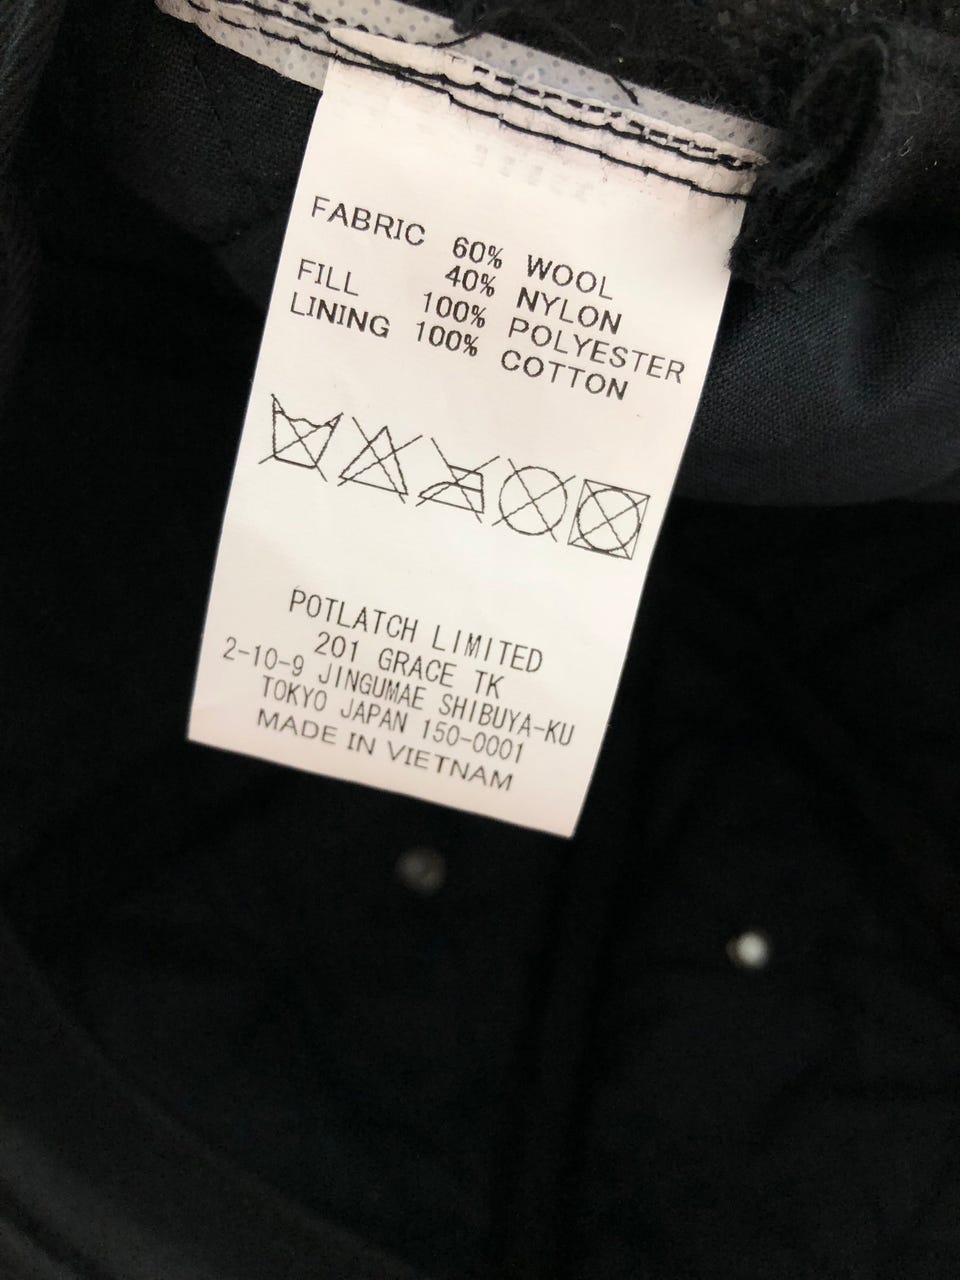 FABRIC 60% WOOL
40% NYLON
FILL 100% POLYESTER
LINING 100% COTTON
POTLATCH LIMITED
201 GRACE TK
2-10-9 JINGUMAE SHIBUYA-KU
TOKYO JAPAN 150-0001
MADE IN VIETNAM